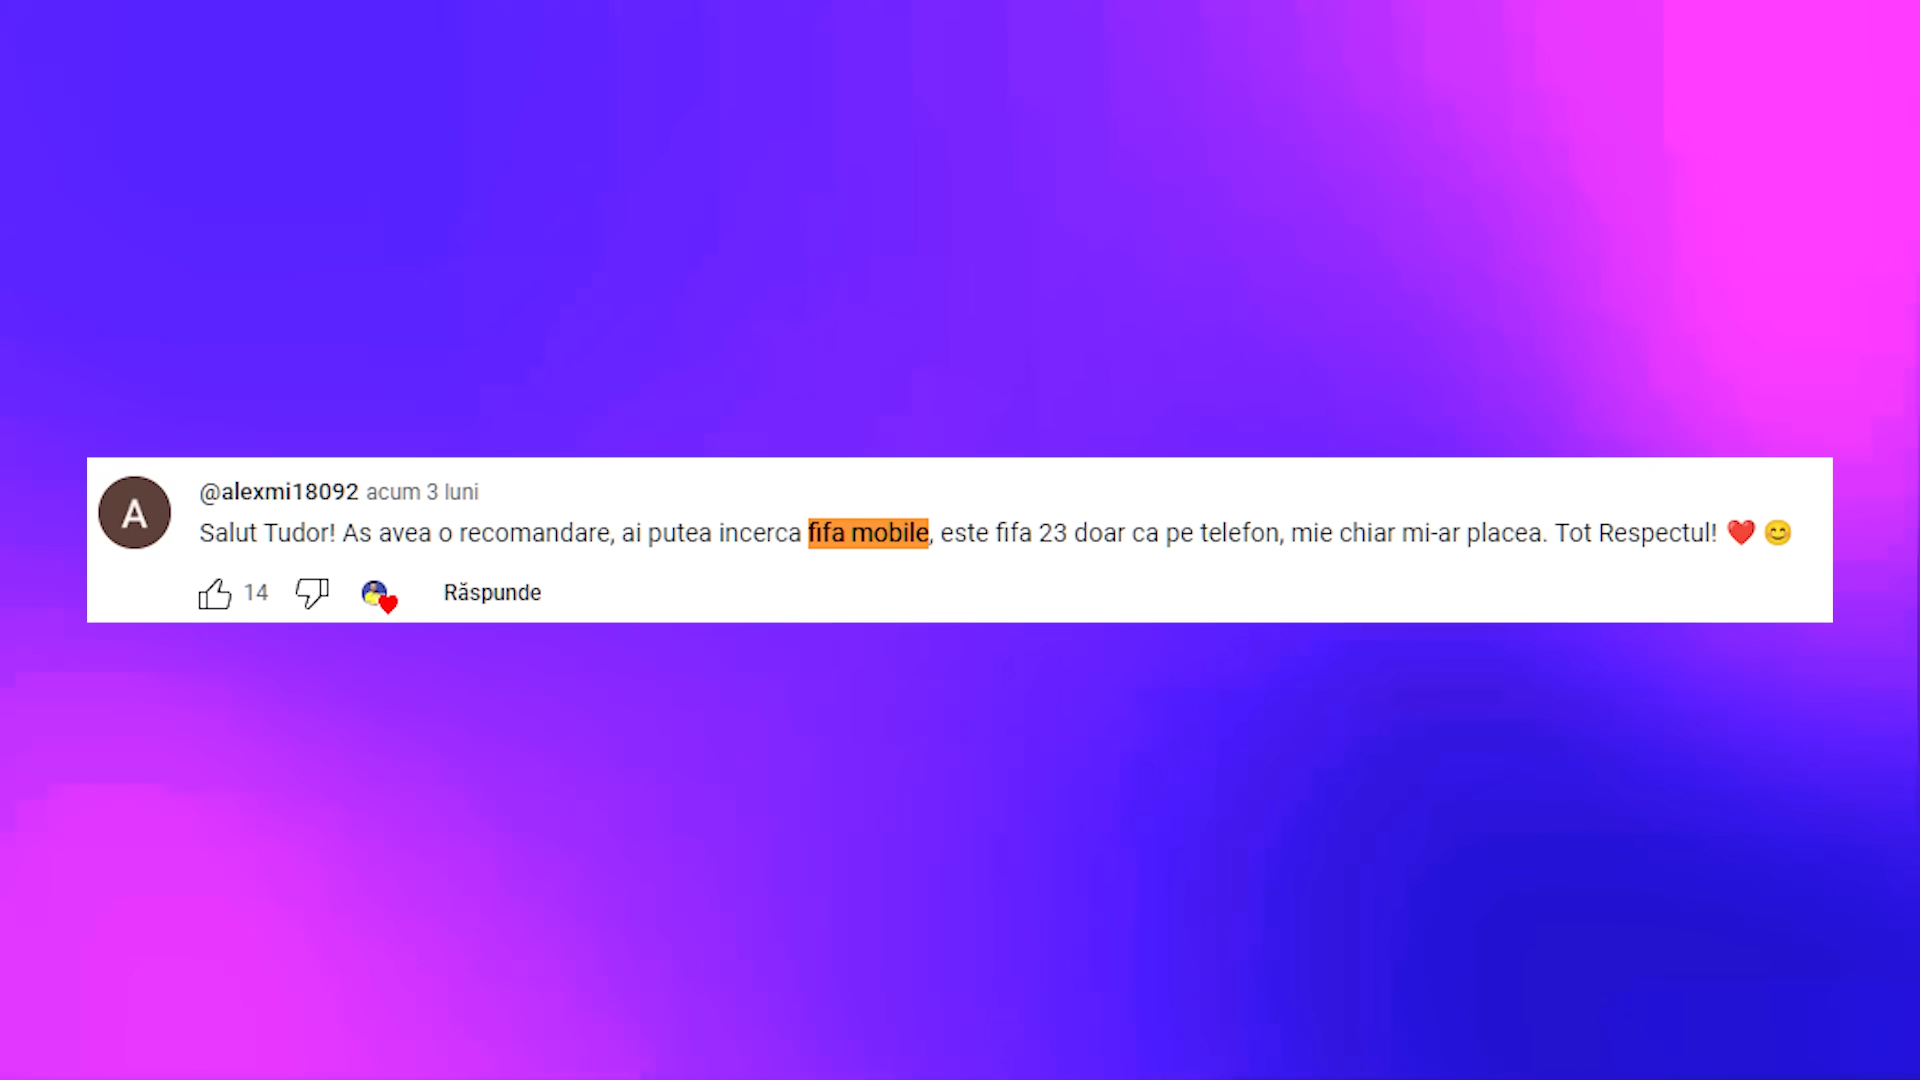 A
@alexmi18092 acum 3 luni
Salut Tudor! As avea o recomandare, ai putea incerca fifa mobile, este fifa 23 doar ca pe telefon, mie chiar mi-ar placea. Tot Respectul! ❤️ 😊
14 Răspunde